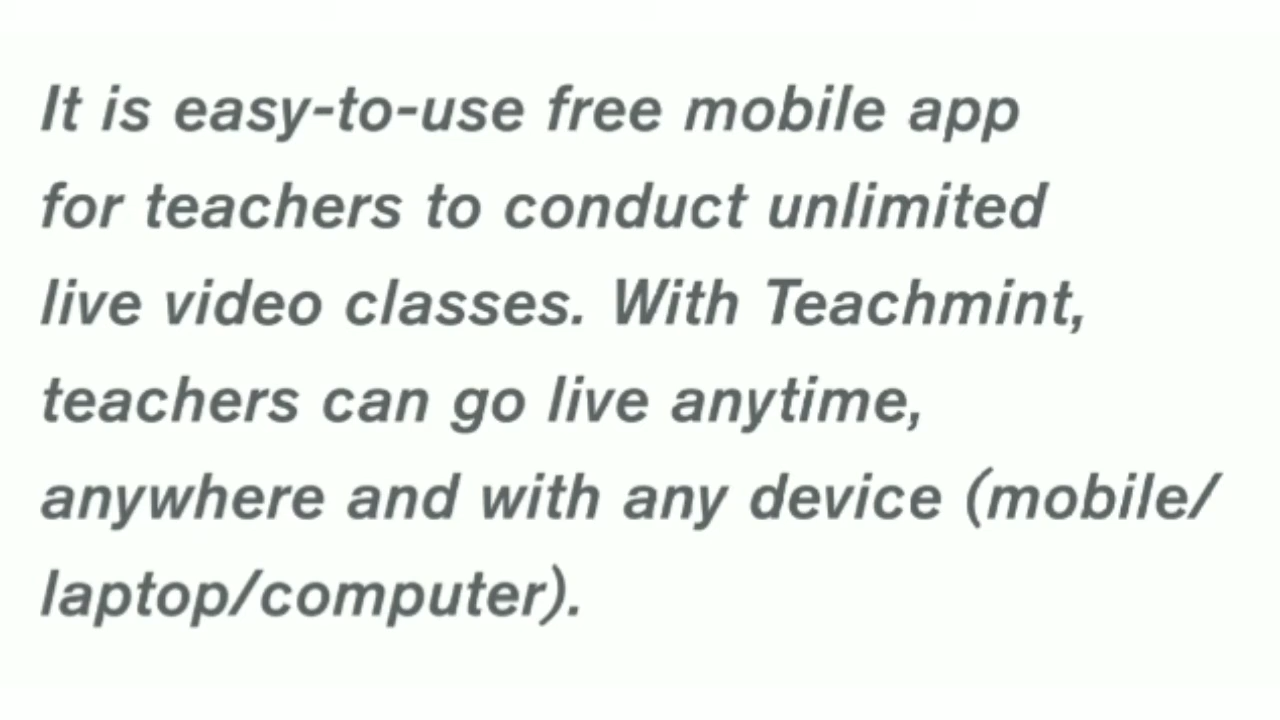 It is easy-to-use free mobile app
for teachers to conduct unlimited
live video classes. With Teachmint,
teachers can go live anytime,
anywhere and with any device (mobile/
laptop/computer).